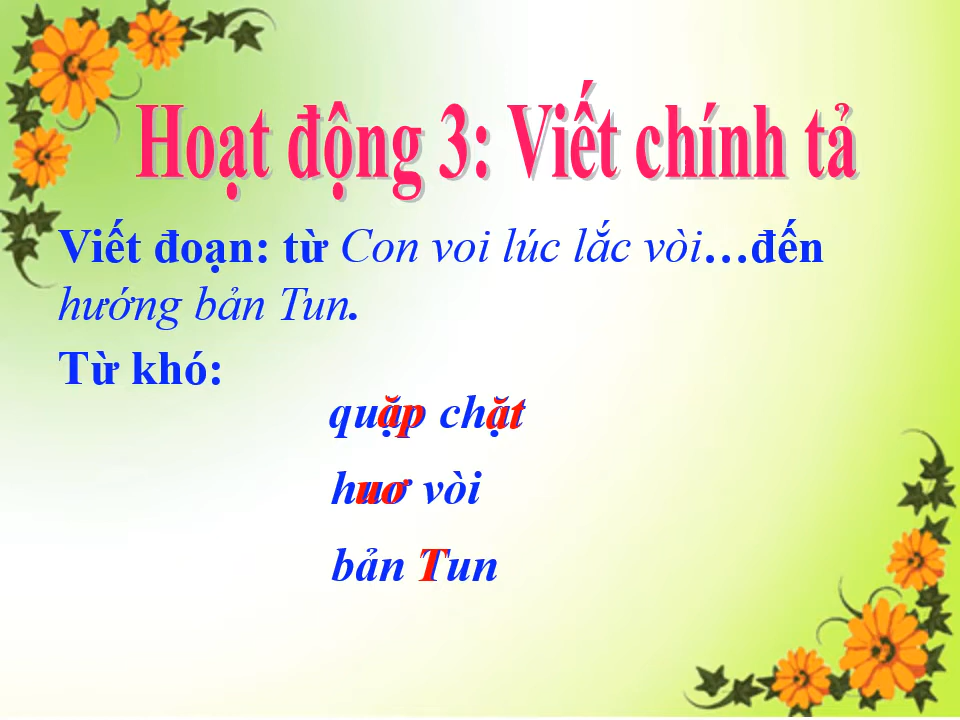 Hoạt động 3: Viết chính tả
Viết đoạn: từ Con voi lúc lắc vòi...đến
hướng bản Tun.
Từ khó:
quặp chặt
huơ vòi
bản Tun